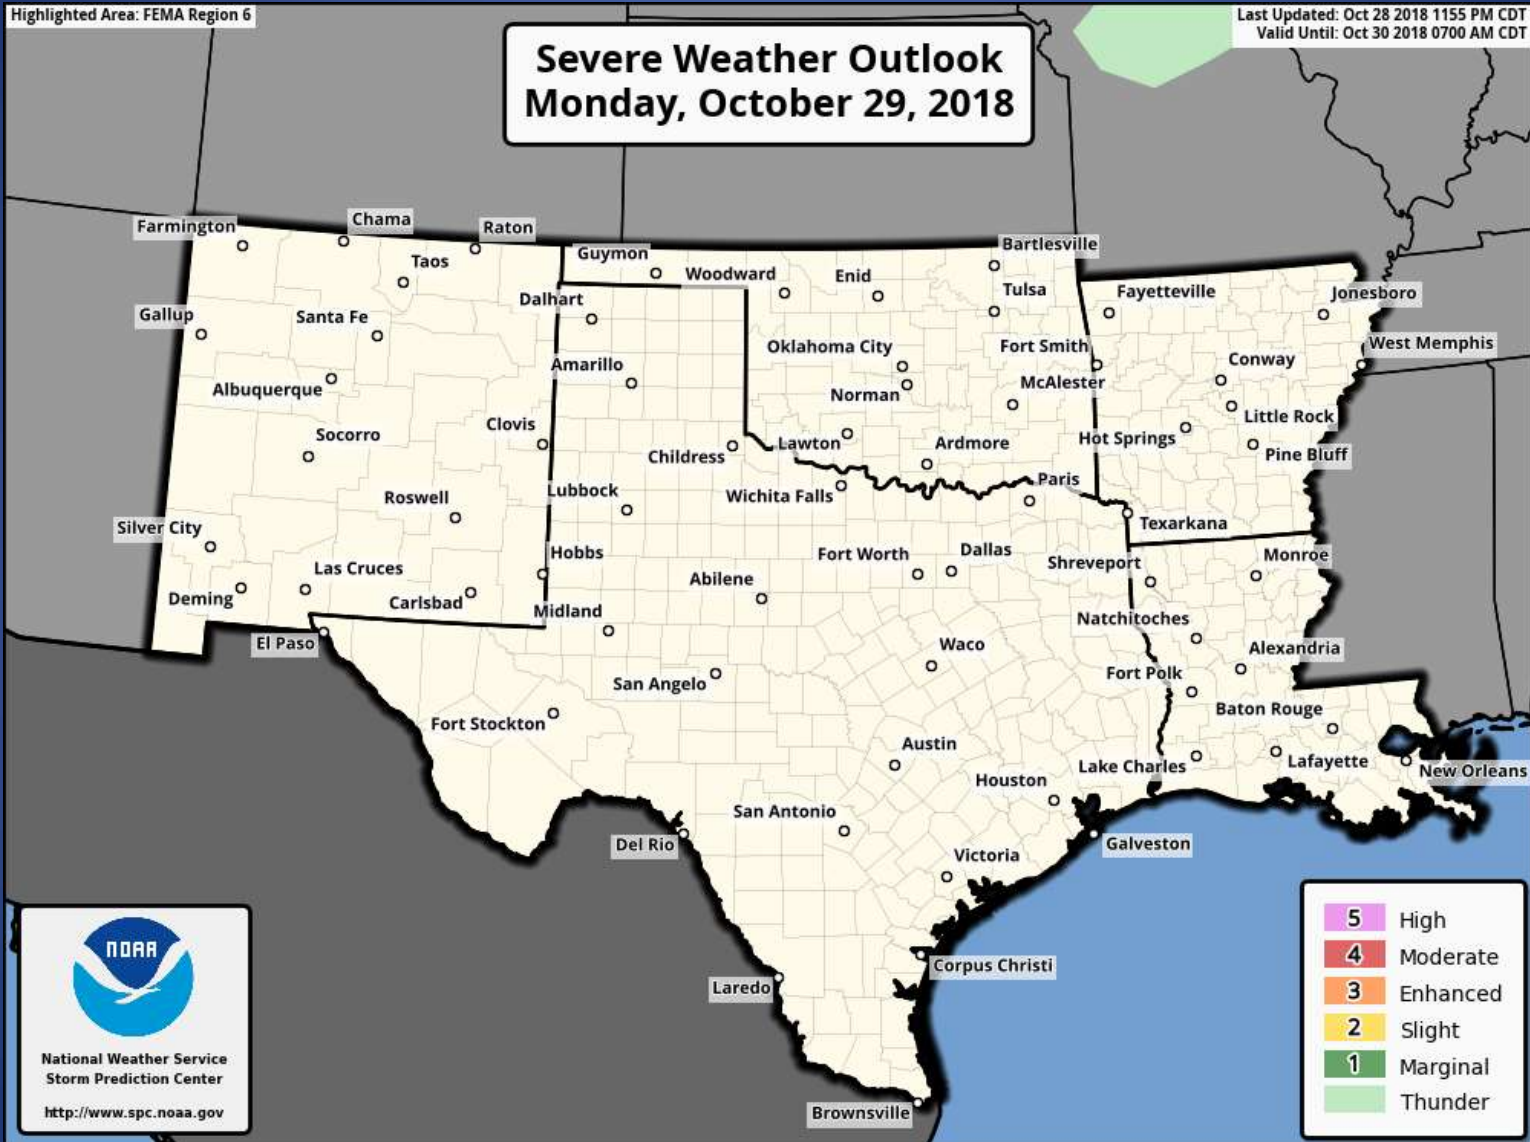 Highlighted Area: FEMA Region 6
Last Updated: Oct 28 2018 1155 PM CDT
Valid Until: Oct 30 2018 0700 AM CDT
Severe Weather Outlook
Monday, October 29, 2018
Farmington
Chama
Raton
Taos
Guymon
Woodward
Enid
Bartlesville
Tulsa
Fayetteville
Jonesboro
Gallup
Santa Fe
Dalhart
Oklahoma City
Fort Smith
West Memphis
Albuquerque
Amarillo
Norman
McAlester
Conway
Socorro
Clovis
Childress
Lawton
Ardmore
Hot Springs
Little Rock
Pine Bluff
Roswell
Lubbock
Wichita Falls
Paris
Texarkana
Silver City
Hobbs
Fort Worth
Dallas
Shreveport
Monroe
Las Cruces
Deming
Carlsbad
Midland
Abilene
Natchitoches
El Paso
San Angelo
Waco
Fort Polk
Alexandria
Fort Stockton
Baton Rouge
Austin
Houston
Lake Charles
Lafayette
New Orleans
San Antonio
Del Rio
Galveston
Victoria
Laredo
Corpus Christi
Brownsville
NOAA
National Weather Service
Storm Prediction Center
http://www.spc.noaa.gov
5 High
4 Moderate
3 Enhanced
2 Slight
1 Marginal
Thunder